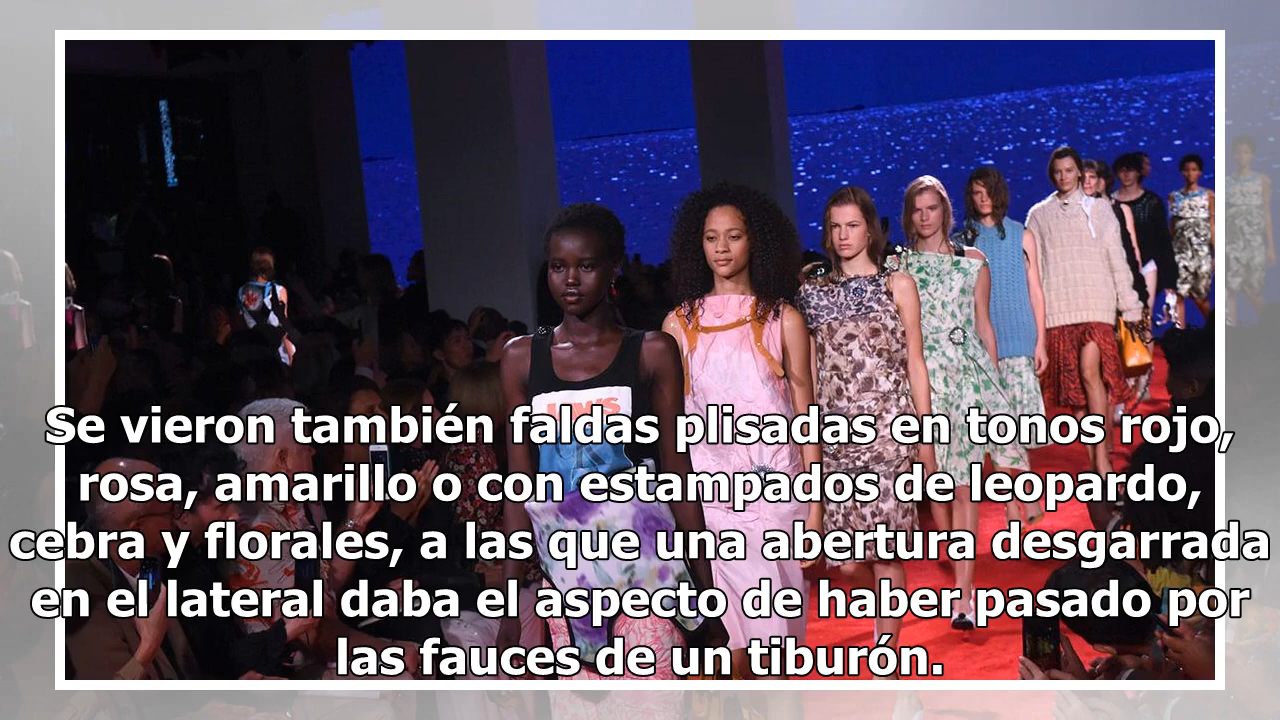 JAWS
Se vieron también faldas plisadas en tonos rojo,
rosa, amarillo o con estampados de leopardo,
cebra y florales, a las que una abertura desgarrada
en el lateral daba el aspecto de haber pasado por
las fauces de un tiburón.